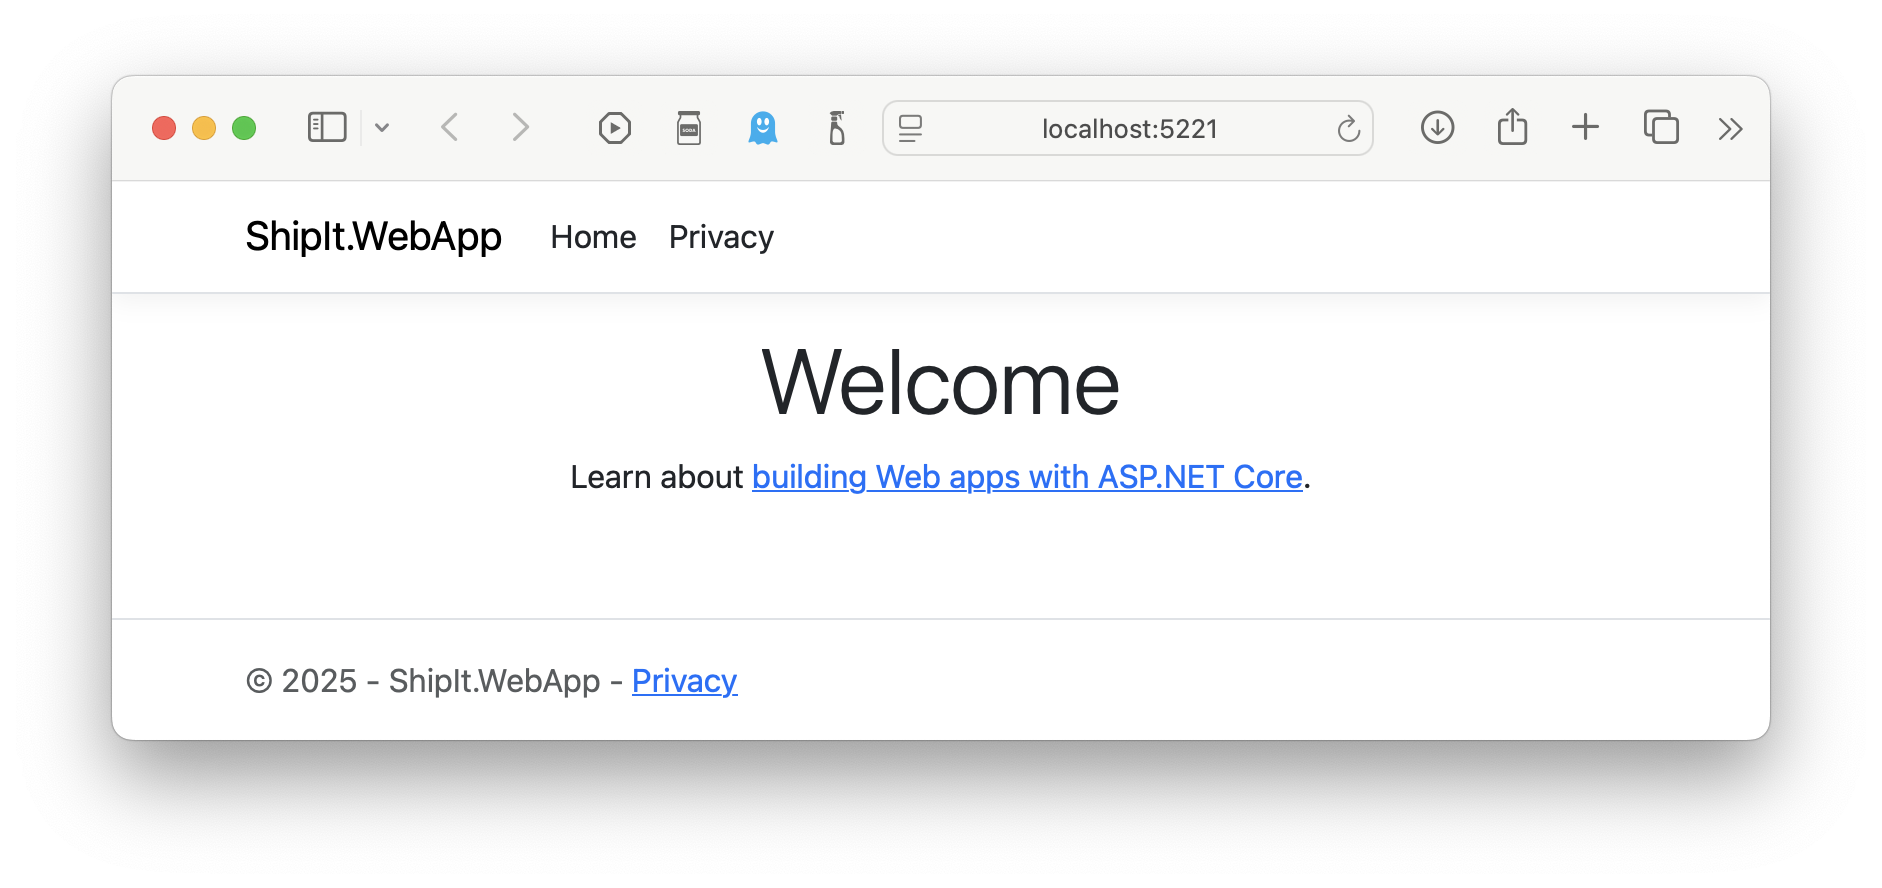 localhost:5221
ShipIt.WebApp Home Privacy
Welcome
Learn about building Web apps with ASP.NET Core.
© 2025 - ShipIt.WebApp - Privacy